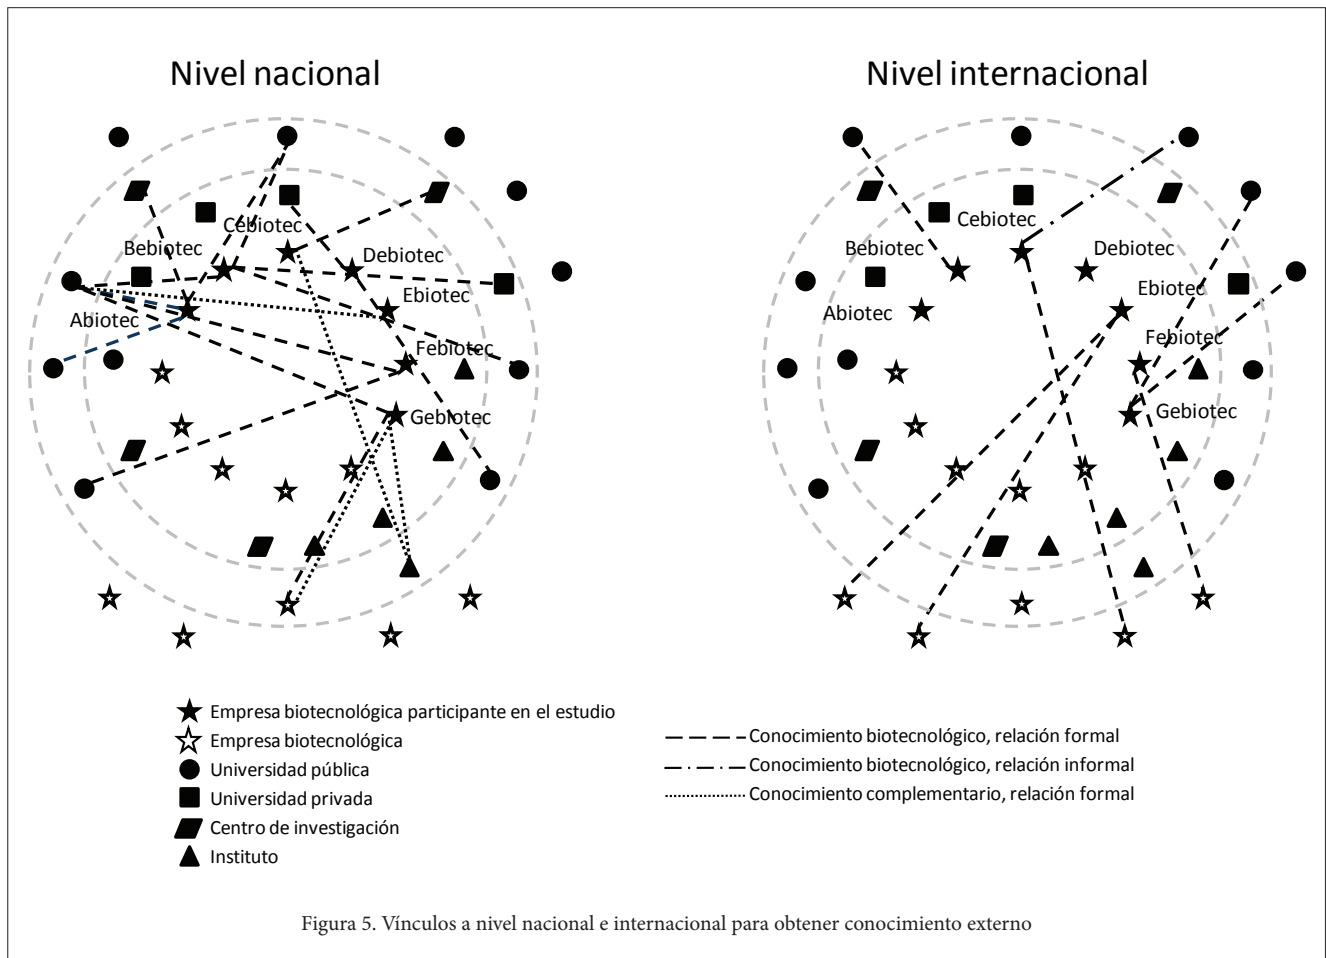 Nivel nacional
Cebiotec
Bebiotec
Debiotec
Ebiotec
Abiotec
Febiotec
Gebiotec
Nivel internacional
Cebiotec
Bebiotec
Debiotec
Ebiotec
Abiotec
Febiotec
Gebiotec
Empresa biotecnológica participante en el estudio
Empresa biotecnológica
Universidad pública
Universidad privada
Centro de investigación
Instituto
Conocimiento biotecnológico, relación formal
Conocimiento biotecnológico, relación informal
Conocimiento complementario, relación formal
Figura 5. Vínculos a nivel nacional e internacional para obtener conocimiento externo